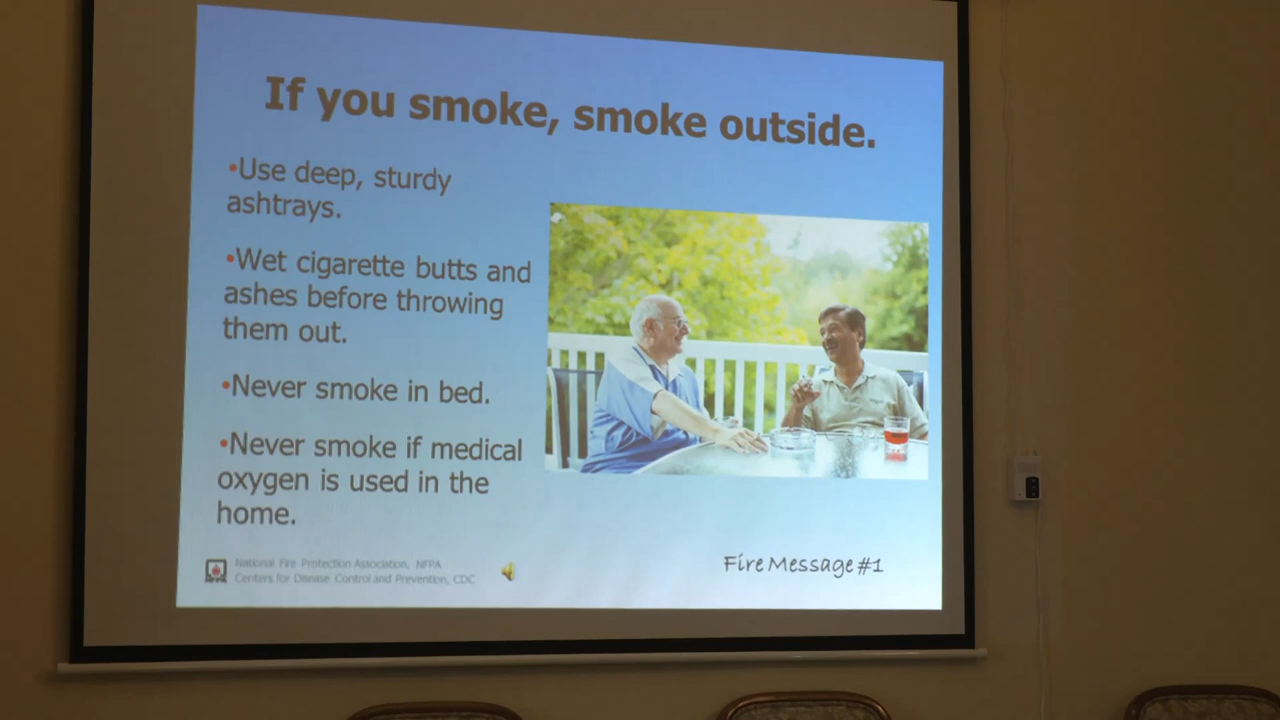 If you smoke, smoke outside.
•Use deep, sturdy
ashtrays.
•Wet cigarette butts and
ashes before throwing
them out.
•Never smoke in bed.
•Never smoke if medical
oxygen is used in the
home.
National Fire Protection Association, NFPA
Centers for Disease Control and Prevention, CDC
Fire Message #1